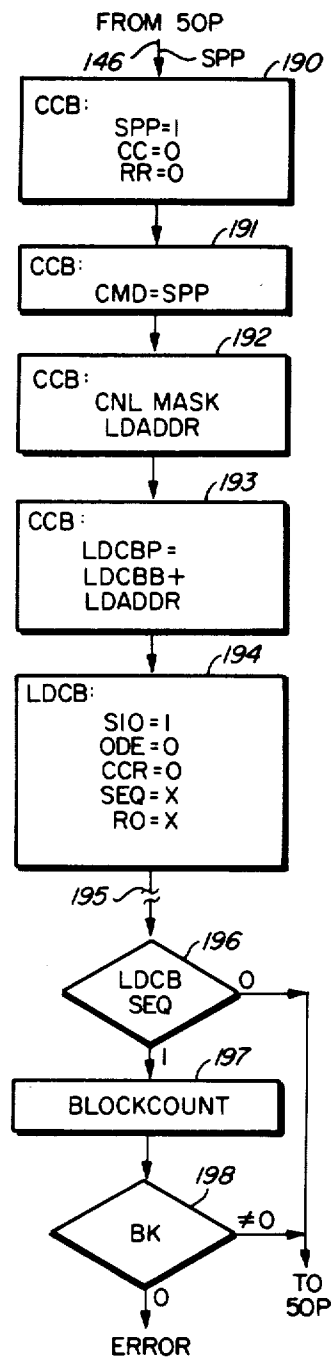 FROM 50P
146 SPP
190
CCB:
SPP=1
CC=0
RR=0
191
CCB:
CMD=SPP
192
CCB:
CNL MASK
LDADDR
193
CCB:
LDCBP=
LDCBB+
LDADDR
194
LDCB:
SIO=1
ODE=0
CCR=0
SEQ=X
RO=X
195
196
LDCB
SEQ
0
1
197
BLOCKCOUNT
198
BK
≠0
0
TO
50P
ERROR